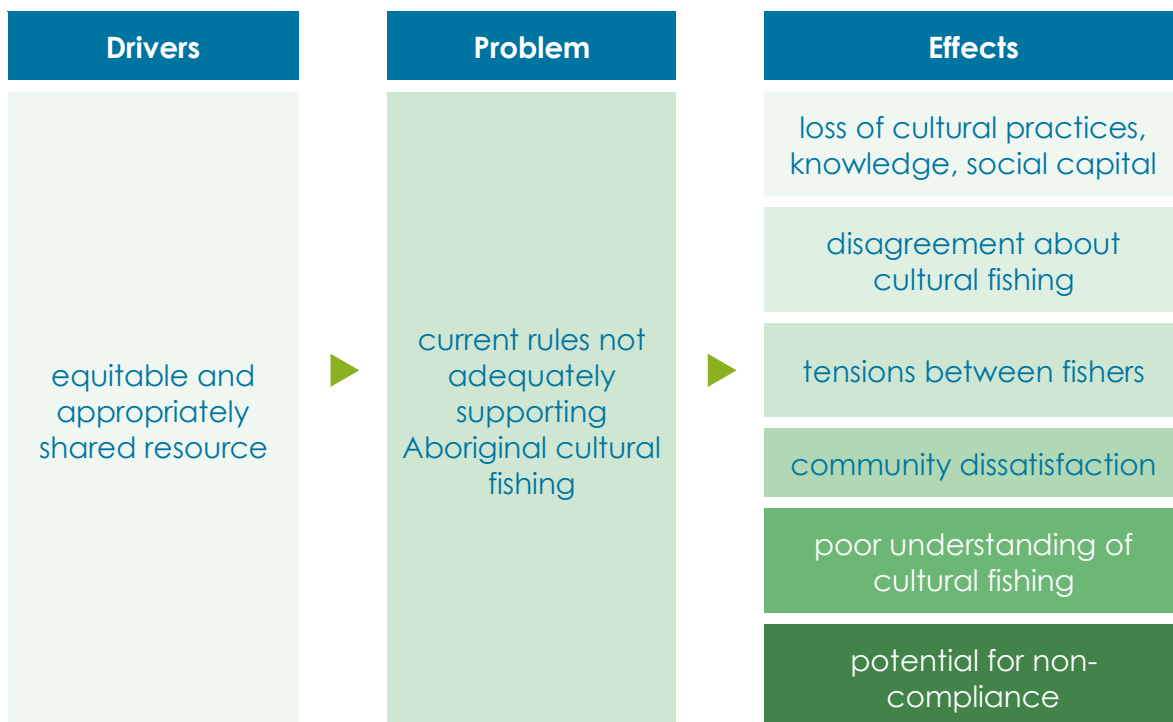 Drivers
equitable and
appropriately
shared resource
Problem
current rules not
adequately
supporting
Aboriginal cultural
fishing
Effects
loss of cultural practices,
knowledge, social capital
disagreement about
cultural fishing
tensions between fishers
community dissatisfaction
poor understanding of
cultural fishing
potential for non-
compliance